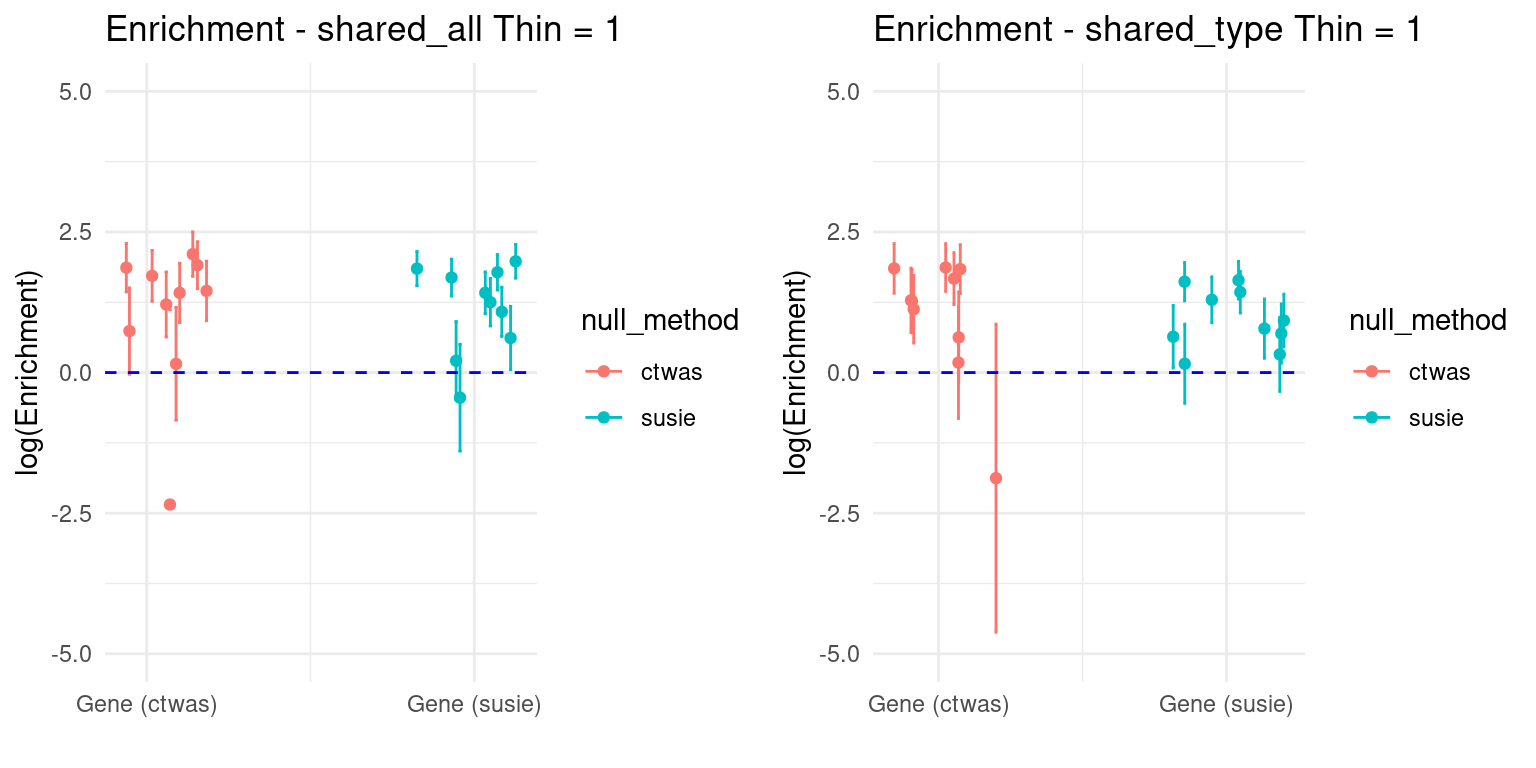 Enrichment - shared_all Thin = 1
log(Enrichment)
5.0
2.5
0.0
-2.5
-5.0
Gene (ctwas)
Gene (susie)
null_method
ctwas
susie
Enrichment - shared_type Thin = 1
log(Enrichment)
5.0
2.5
0.0
-2.5
-5.0
Gene (ctwas)
Gene (susie)
null_method
ctwas
susie